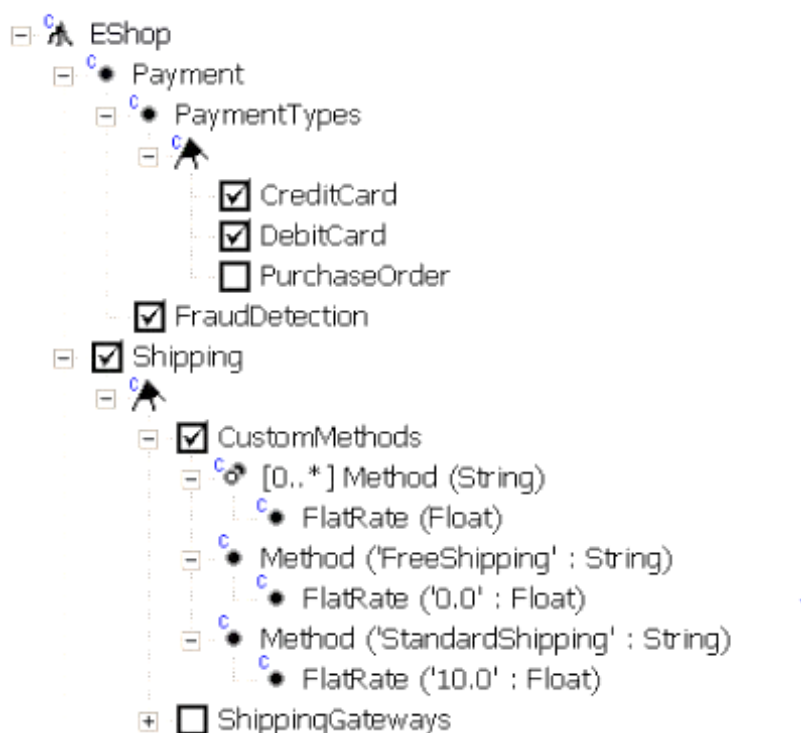 EShop
Payment
PaymentTypes
CreditCard
DebitCard
PurchaseOrder
FraudDetection
Shipping
CustomMethods
[0..*] Method (String)
FlatRate (Float)
Method ('FreeShipping' : String)
FlatRate ('0.0' : Float)
Method ('StandardShipping' : String)
FlatRate ('10.0' : Float)
ShippingGateways